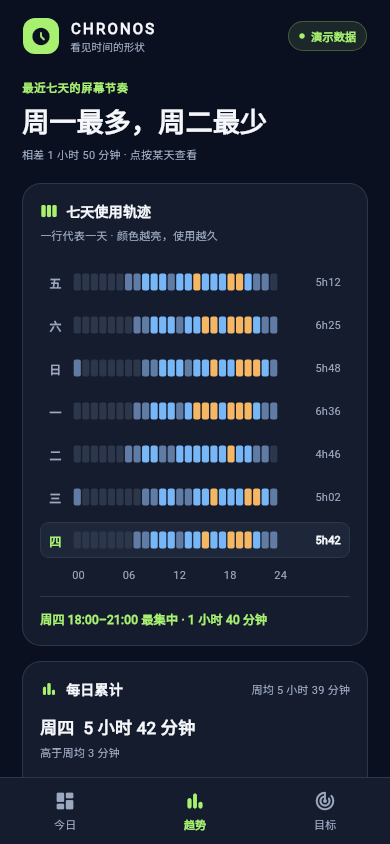 CHRONOS
看见时间的形状
演示数据
最近七天的屏幕节奏
周一最多，周二最少
相差 1 小时 50 分钟 · 点按某天查看
七天使用轨迹
一行代表一天 · 颜色越亮，使用越久
五 5h12
六 6h25
日 5h48
一 6h36
二 4h46
三 5h02
四 5h42
00 06 12 18 24
周四 18:00–21:00 最集中 · 1 小时 40 分钟
每日累计 周均 5 小时 39 分钟
周四 5 小时 42 分钟
高于周均 3 分钟
今日 趋势 目标